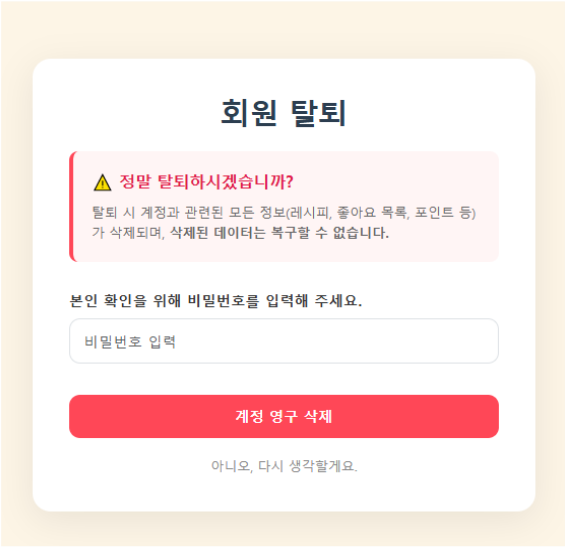 회원 탈퇴
⚠️ 정말 탈퇴하시겠습니까?
탈퇴 시 계정과 관련된 모든 정보(레시피, 좋아요 목록, 포인트 등)
가 삭제되며, 삭제된 데이터는 복구할 수 없습니다.
본인 확인을 위해 비밀번호를 입력해 주세요.
비밀번호 입력
계정 영구 삭제
아니오, 다시 생각할게요.